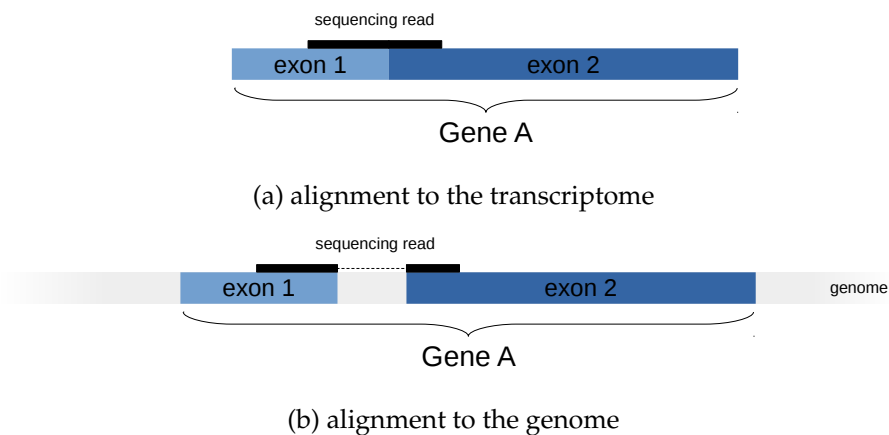 sequencing read
exon 1 exon 2
Gene A
(a) alignment to the transcriptome
sequencing read
exon 1 exon 2 genome
Gene A
(b) alignment to the genome